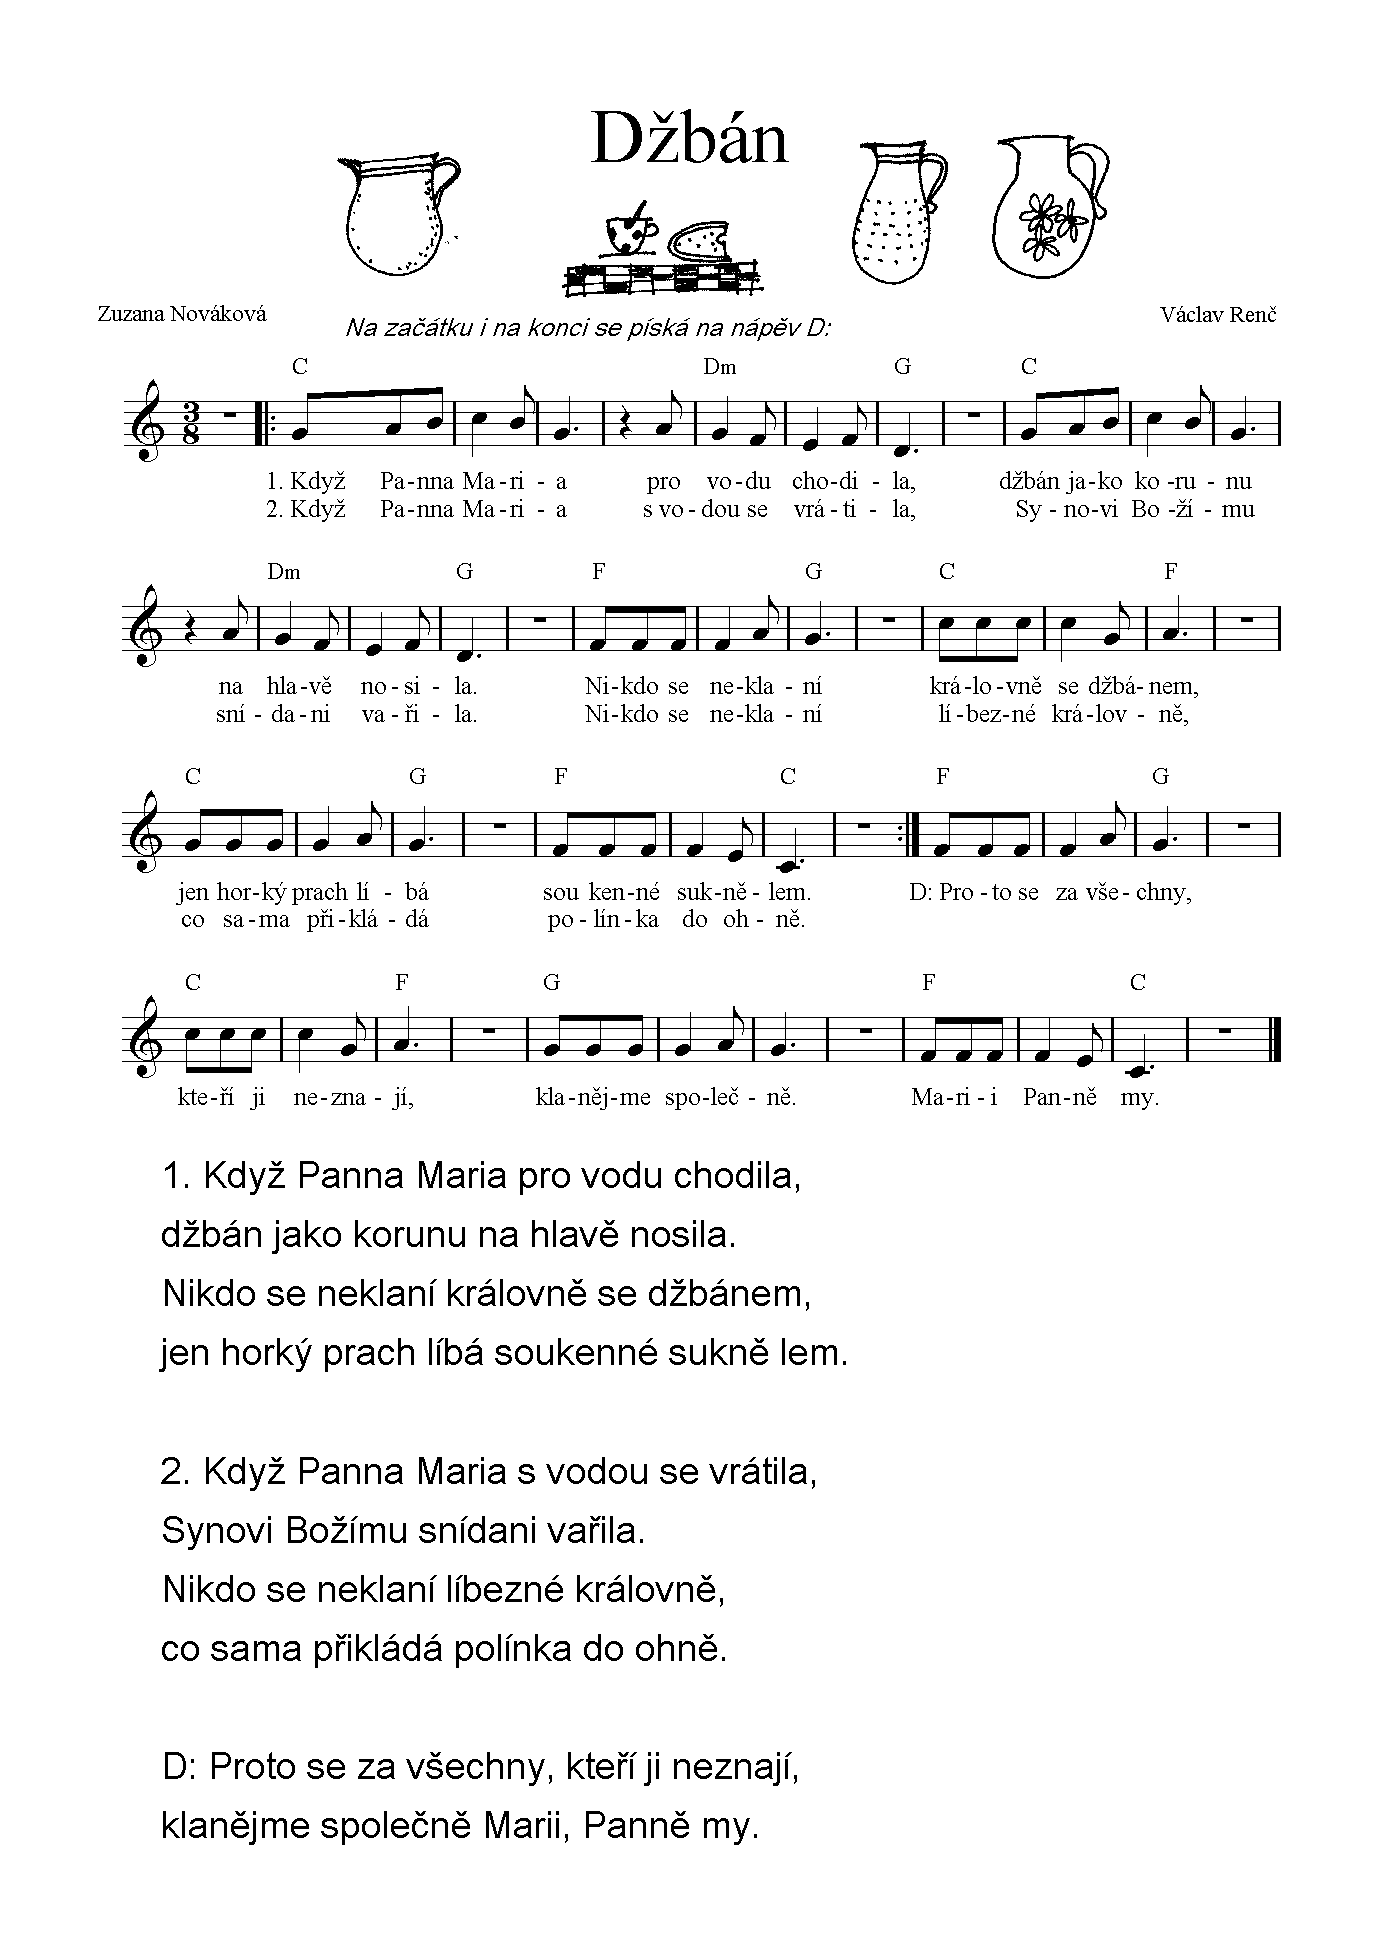 Džbán
Zuzana Nováková
Na začátku i na konci se píská na nápěv D:
Václav Renč
C Dm G C
3
8
1. Když Pa-nna Ma-ri-a pro vo-du cho-di-la, džbán ja-ko ko-ru-nu
2. Když Pa-nna Ma-ri-a s vo-dou se vrá-ti-la, Sy-no-vi Bo-ží-mu
Dm G F G C F
na hla-vě no-si-la. Ni-kdo se ne-kla-ní krá-lo-vně se džbá-nem,
sní-da-ni va-ři-la. Ni-kdo se ne-kla-ní lí-bez-né krá-lov-ně,
C G F C F G
jen hor-ký prach lí-bá sou ken-né suk-ně-lem. D: Pro-to se za vše-chny,
co sa-ma při-klá-dá po-lín-ka do oh-ně.
C F G F C
kte-ří ji ne-zna-jí, kla-něj-me spo-leč-ně. Ma-ri-i Pan-ně my.
1. Když Panna Maria pro vodu chodila,
džbán jako korunu na hlavě nosila.
Nikdo se neklaní královně se džbánem,
jen horký prach líbá soukenné sukně lem.
2. Když Panna Maria s vodou se vrátila,
Synovi Božímu snídani vařila.
Nikdo se neklaní líbezné královně,
co sama přikládá polínka do ohně.
D: Proto se za všechny, kteří ji neznají,
klanějme společně Marii, Panně my.